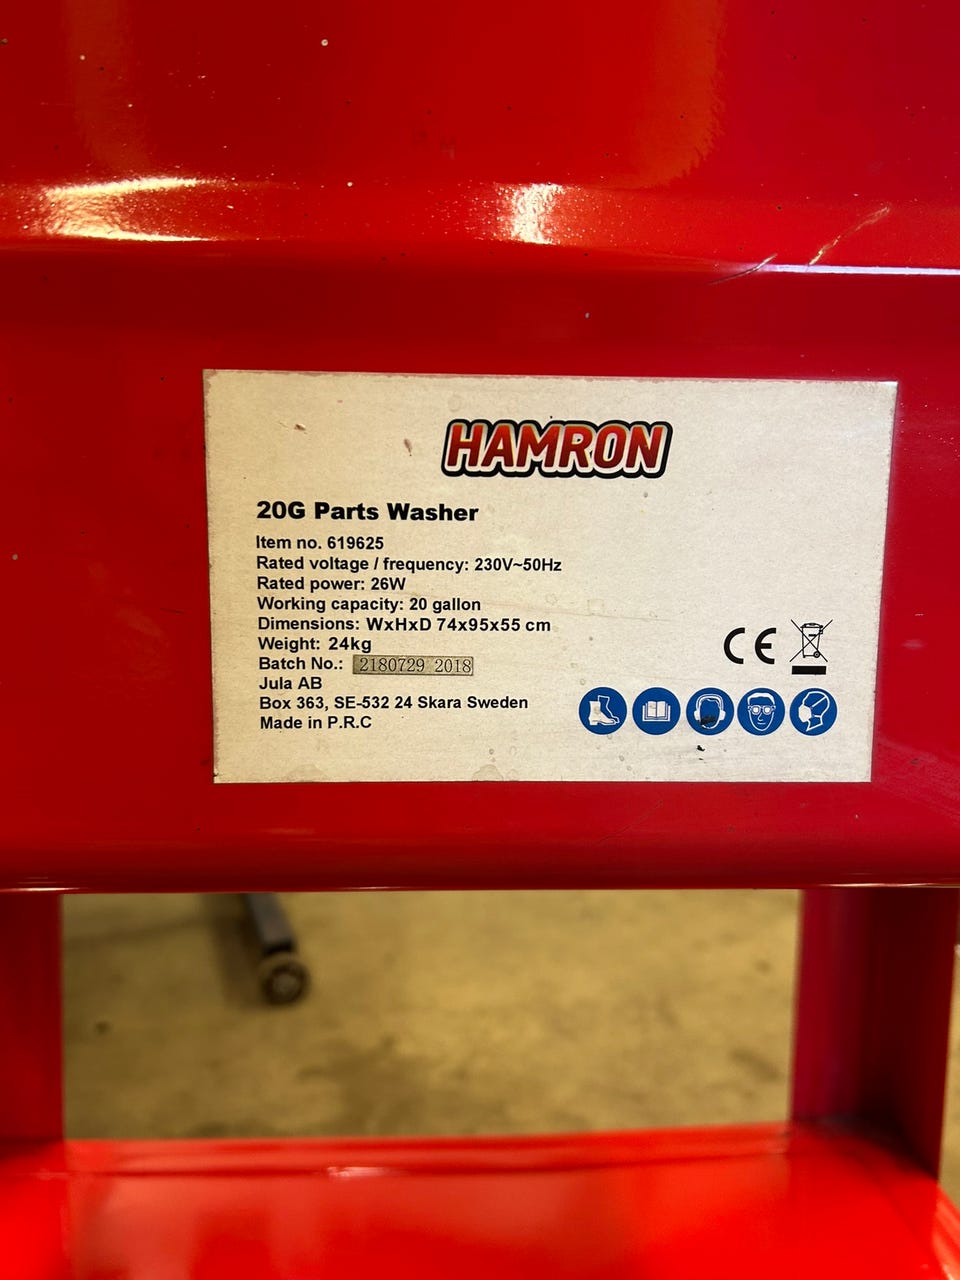 HAMRON
20G Parts Washer
Item no. 619625
Rated voltage / frequency: 230V~50Hz
Rated power: 26W
Working capacity: 20 gallon
Dimensions: WxHxD 74x95x55 cm
Weight: 24kg
Batch No.: 2180729 2018
Jula AB
Box 363, SE-532 24 Skara Sweden
Made in P.R.C
CE